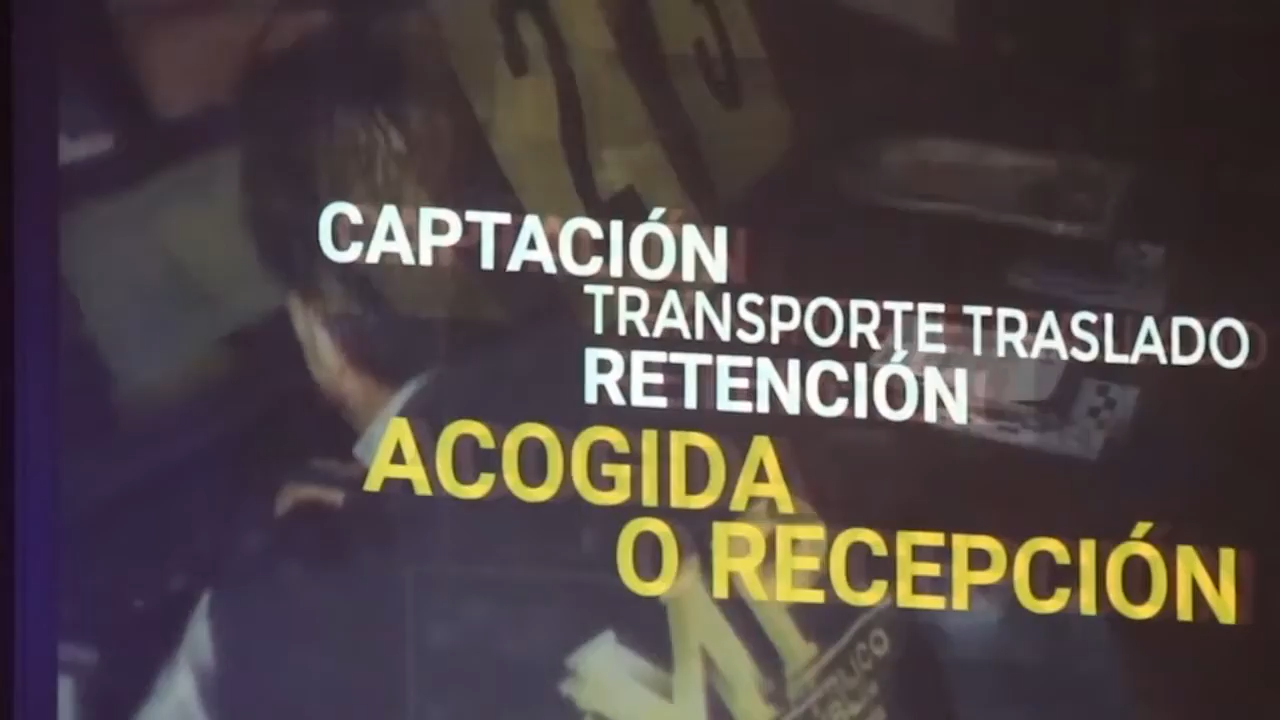 CAPTACIÓN
TRANSPORTE TRASLADO
RETENCIÓN
ACOGIDA
O RECEPCIÓN